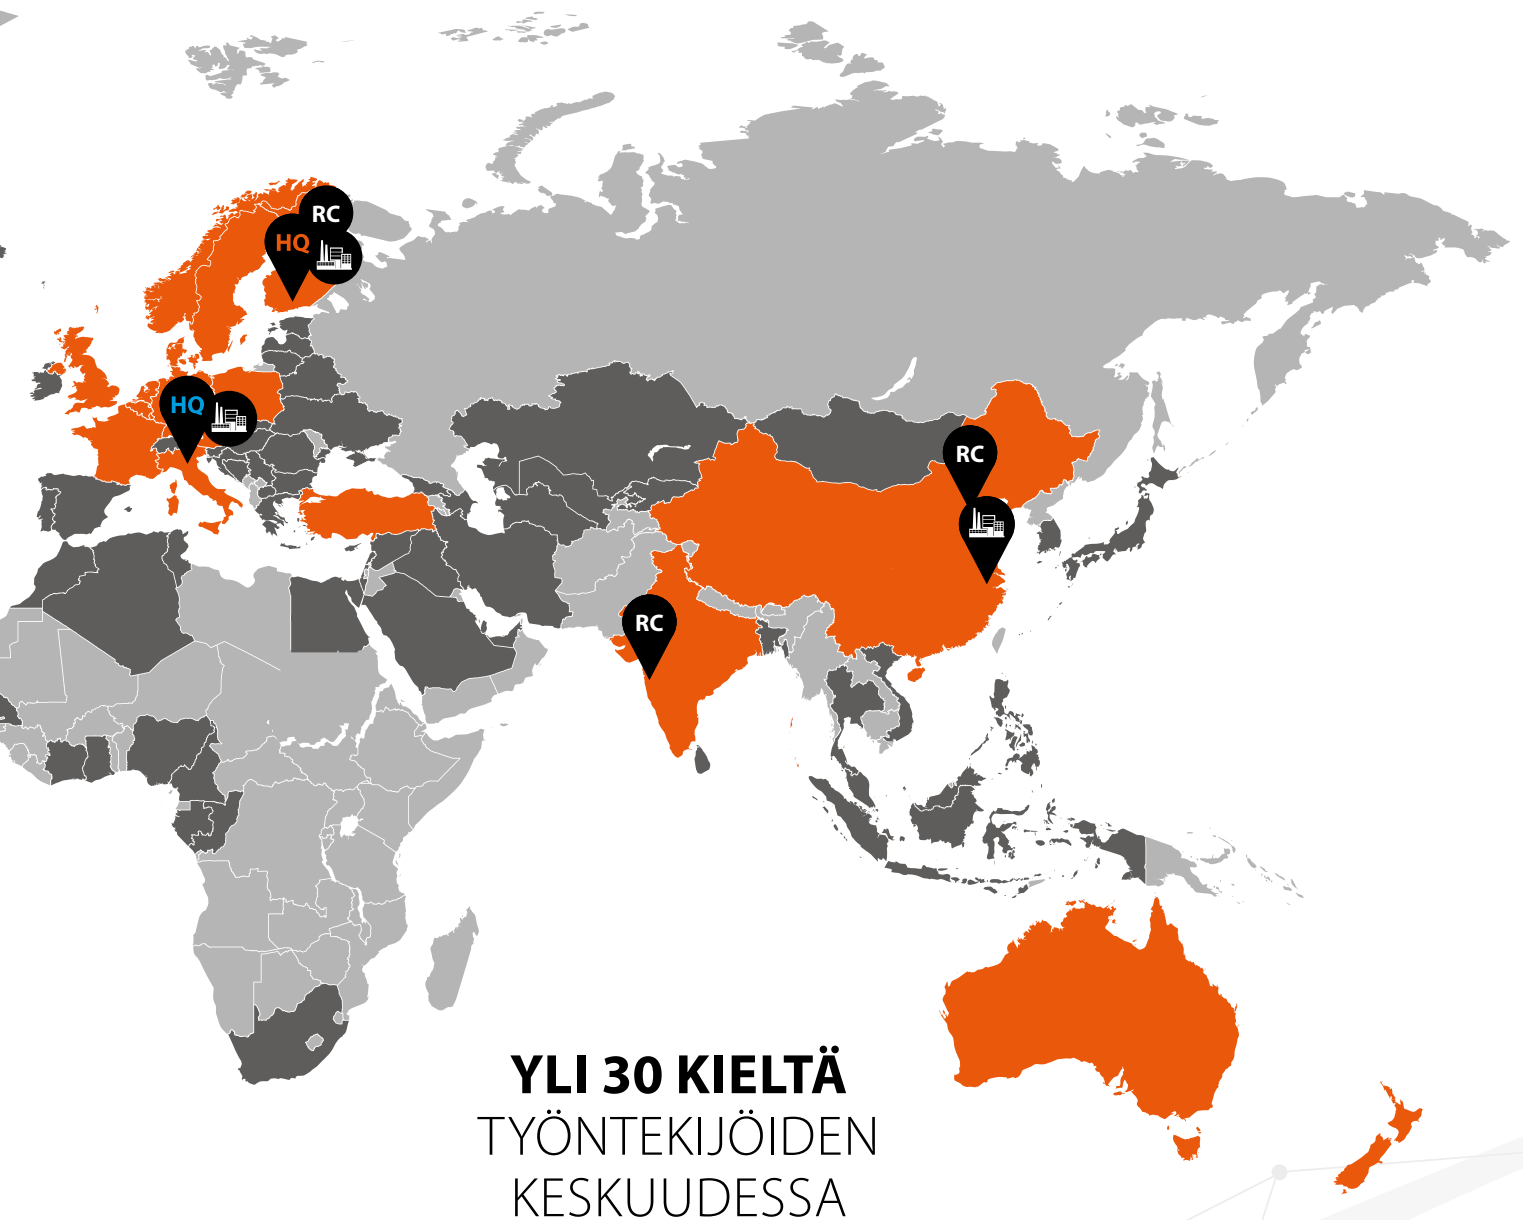 RC
HQ
HQ
RC
RC
YLI 30 KIELTÄ
TYÖNTEKIJÖIDEN
KESKUUDESSA